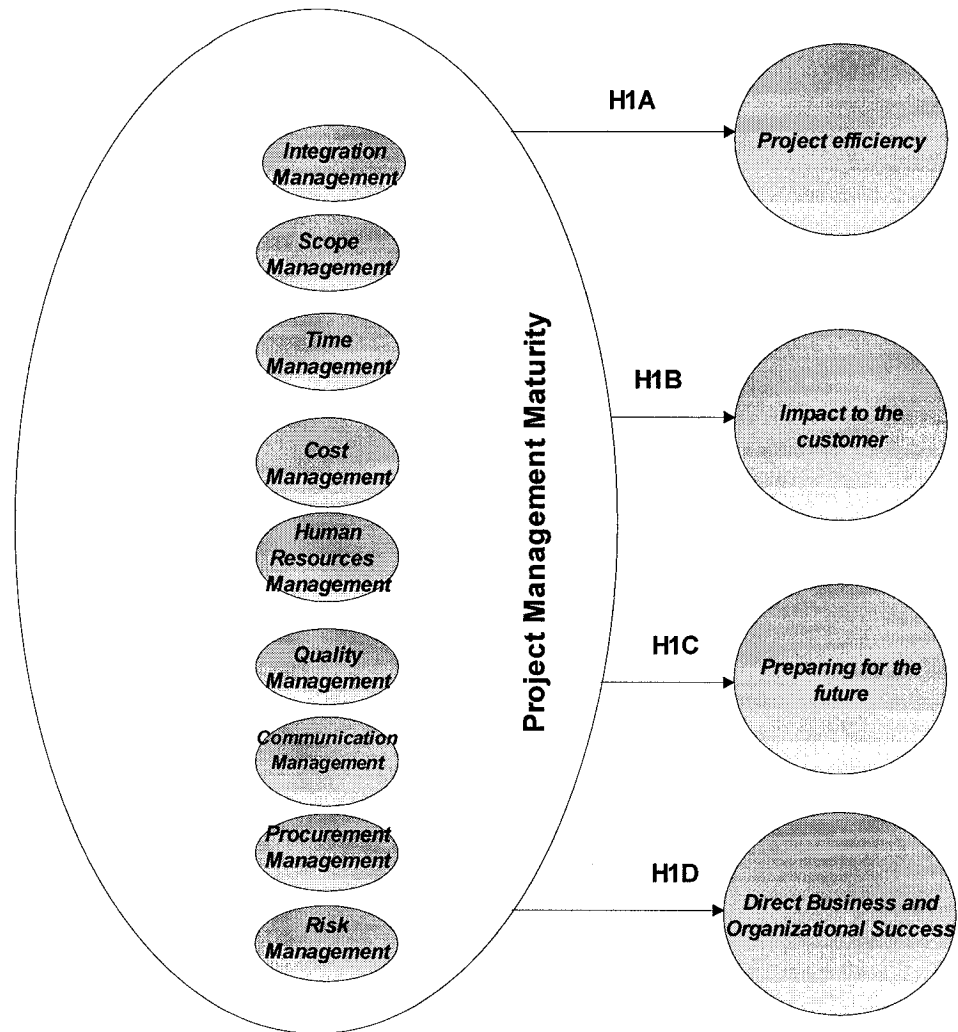 Integration
Management
Scope
Management
Time
Management
Cost
Management
Human
Resources
Management
Quality
Management
Communication
Management
Procurement
Management
Risk
Management
Project Management Maturity
H1A
Project efficiency
H1B
Impact to the
customer
H1C
Preparing for the
future
H1D
Direct Business and
Organizational Success